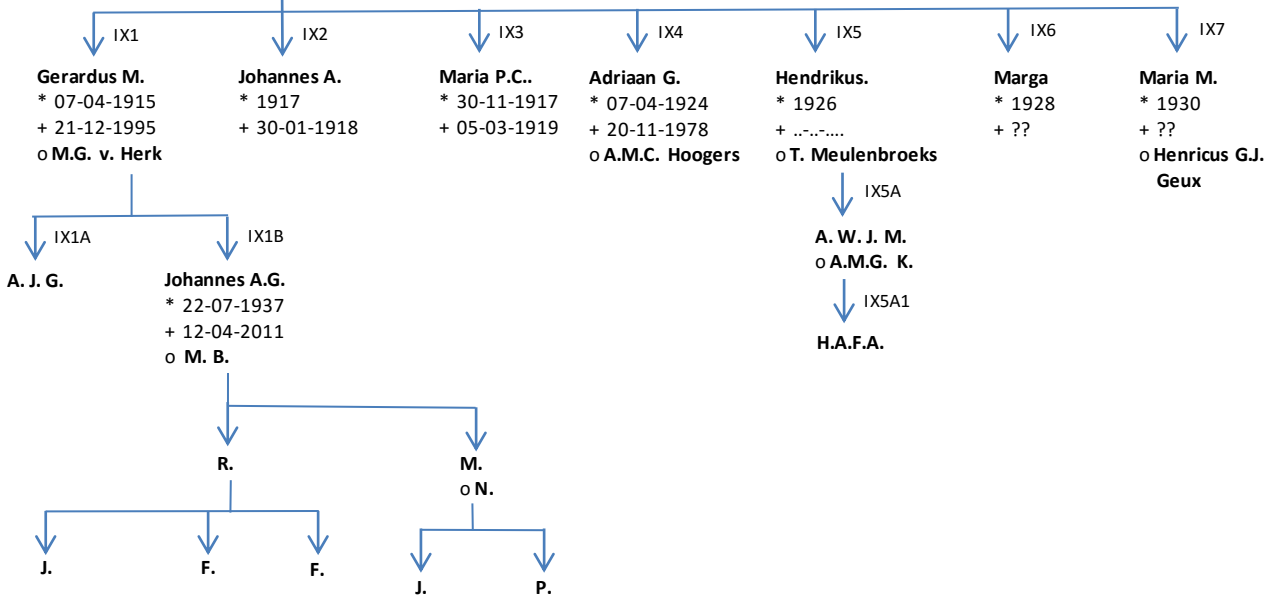 IX1
IX2
IX3
IX4
IX5
IX6
IX7
Gerardus M.
* 07-04-1915
+ 21-12-1995
o M.G. v. Herk
Johannes A.
* 1917
+ 30-01-1918
Maria P.C..
* 30-11-1917
+ 05-03-1919
Adriaan G.
* 07-04-1924
+ 20-11-1978
o A.M.C. Hoogers
Hendrikus.
* 1926
+ ..-..-....
o T. Meulenbroeks
Marga
* 1928
+ ??
Maria M.
* 1930
+ ??
o Henricus G.J.
Geux
IX1A
IX1B
IX5A
A. J. G.
Johannes A.G.
* 22-07-1937
+ 12-04-2011
o M. B.
A. W. J. M.
o A.M.G. K.
IX5A1
H.A.F.A.
R.
M.
o N.
J.
F.
F.
J.
P.